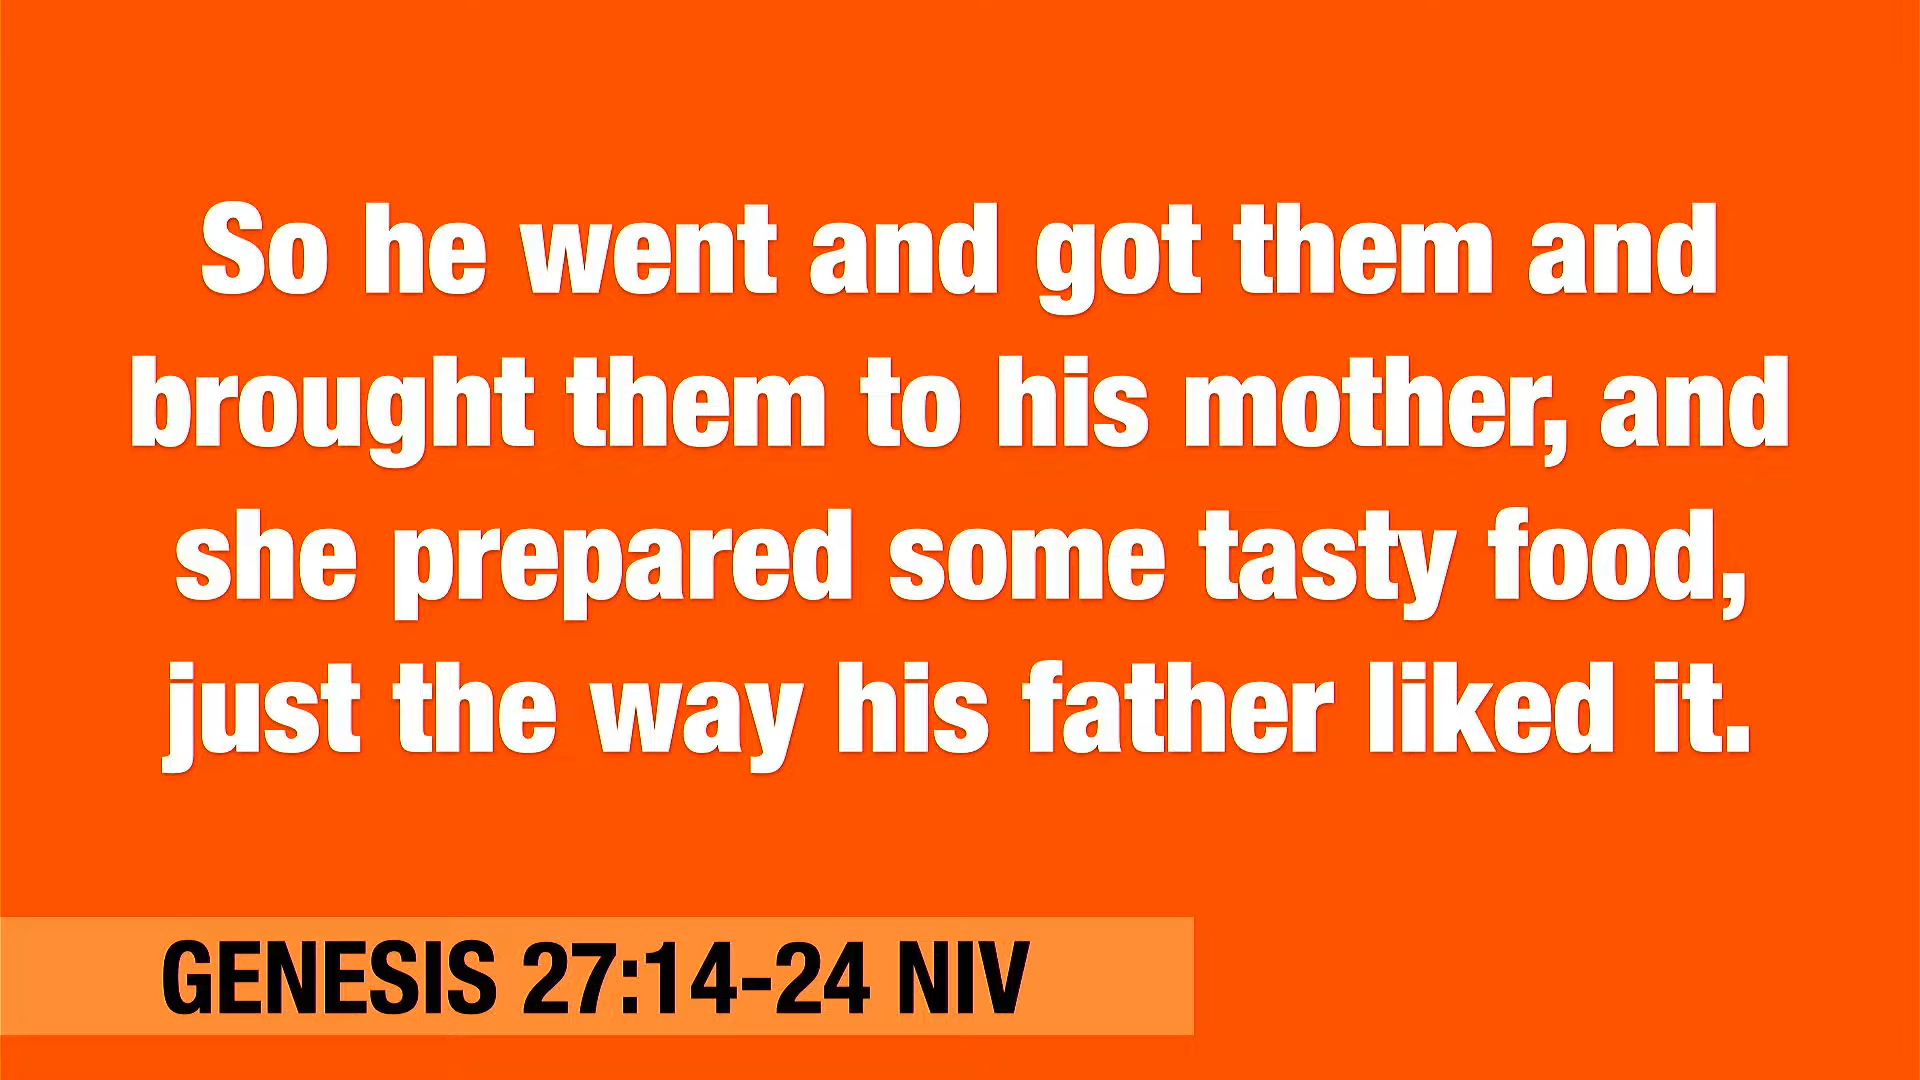 So he went and got them and
brought them to his mother, and
she prepared some tasty food,
just the way his father liked it.
GENESIS 27:14-24 NIV